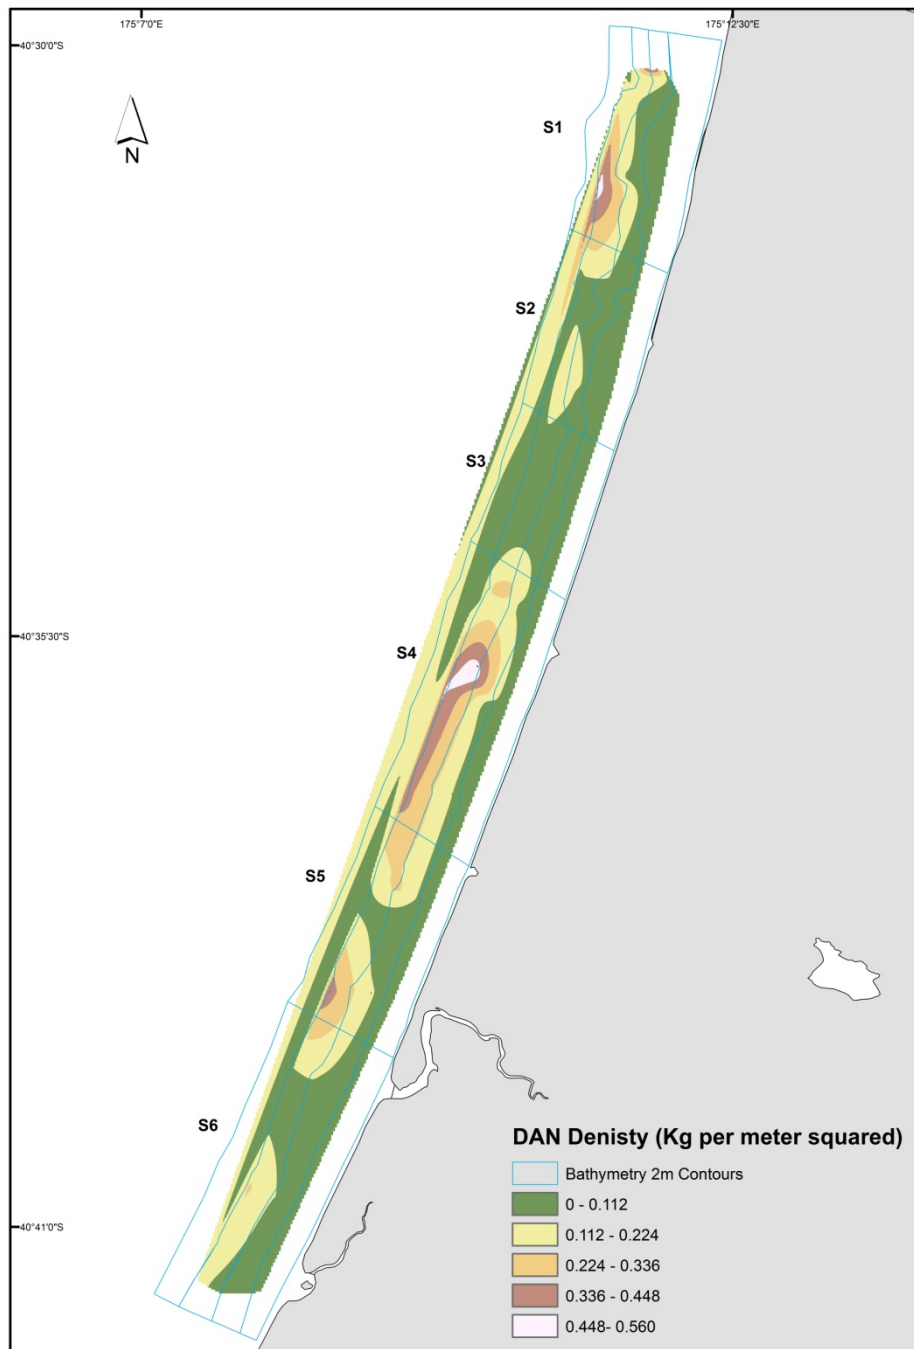 175°7'0"E
175°12'30"E
40°30'0"S
N
S1
S2
S3
40°35'30"S
S4
S5
S6
40°41'0"S
DAN Denisty (Kg per meter squared)
Bathymetry 2m Contours
0 - 0.112
0.112 - 0.224
0.224 - 0.336
0.336 - 0.448
0.448- 0.560